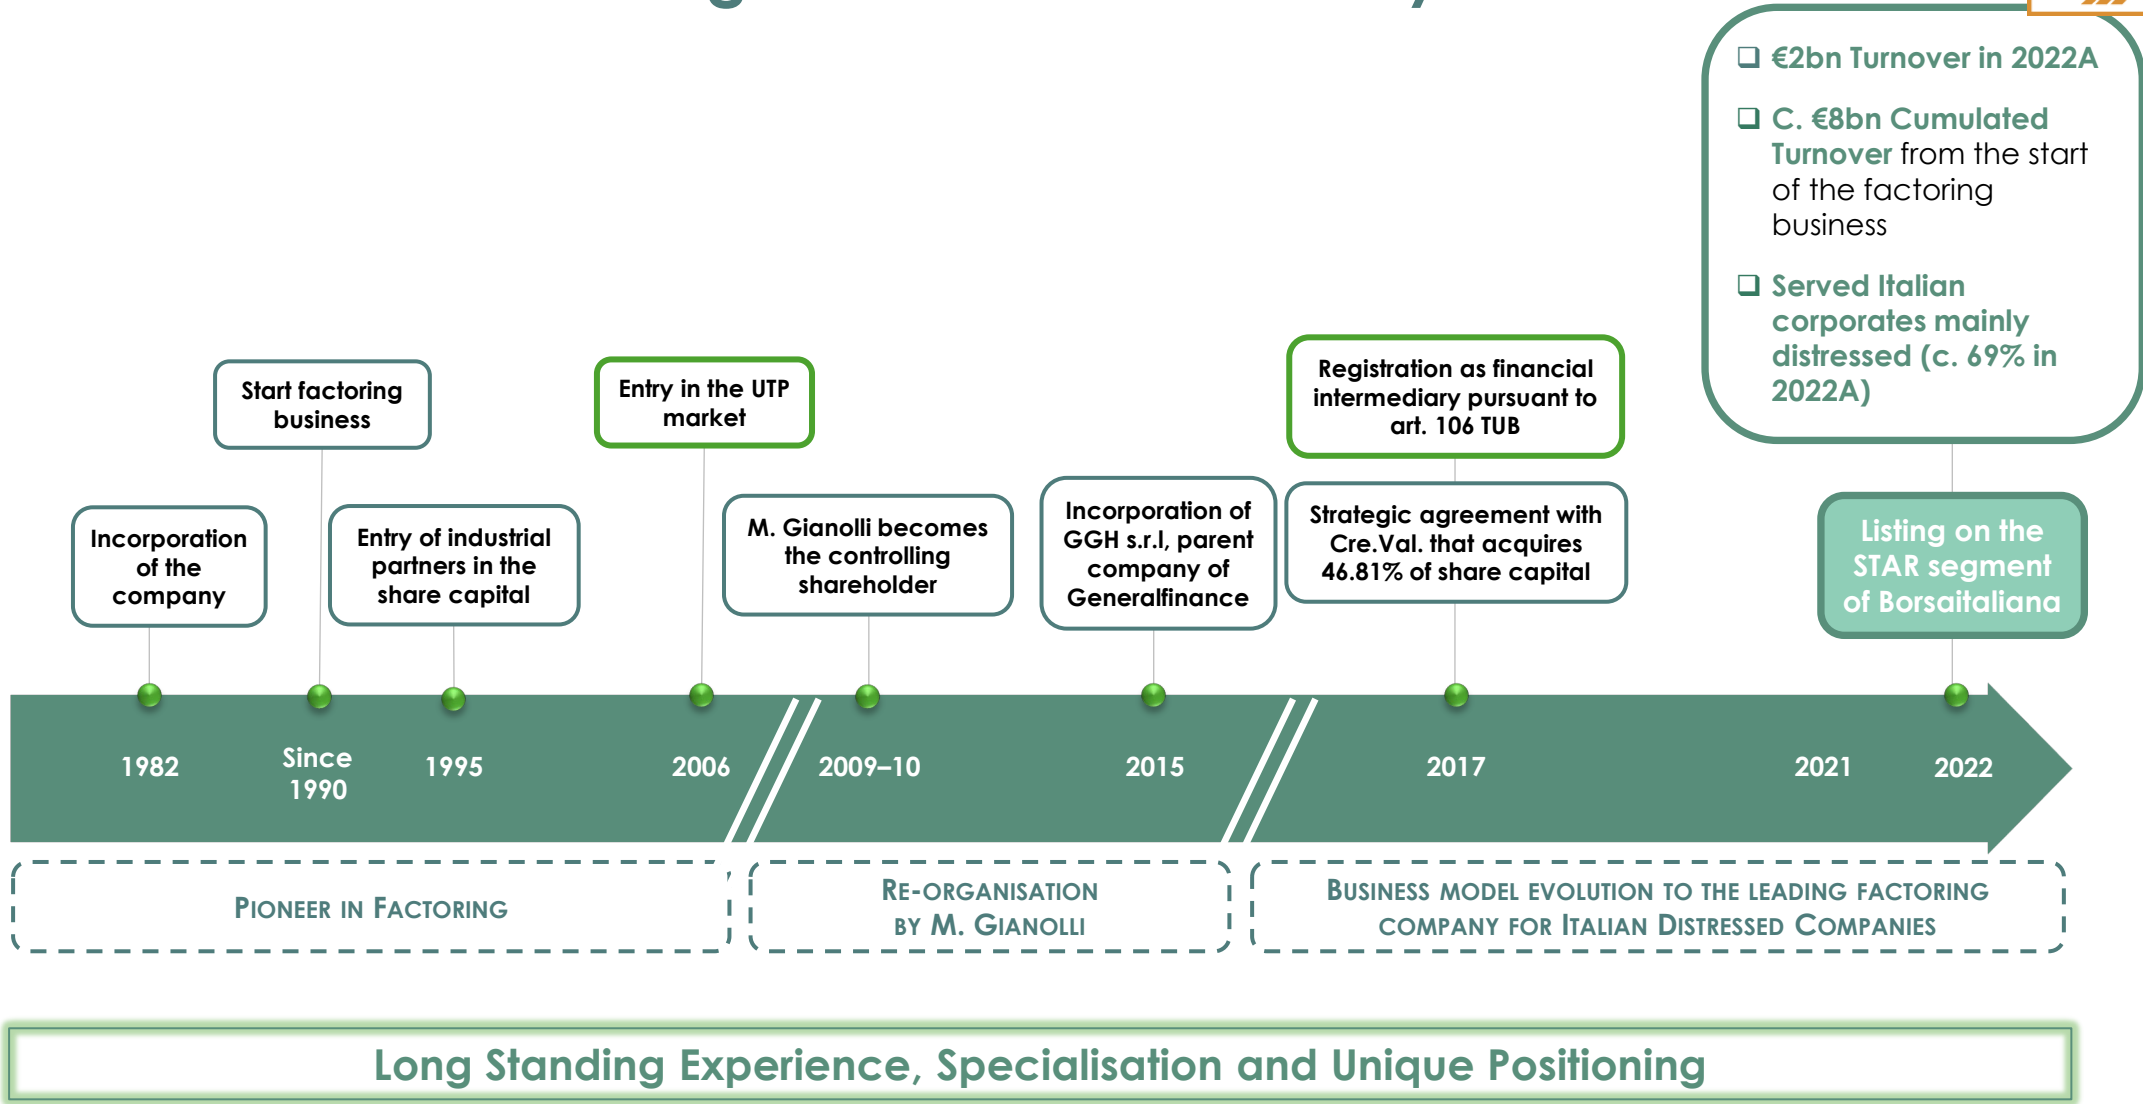 €2bn Turnover in 2022A
C. €8bn Cumulated
Turnover from the start
of the factoring
business
Served Italian
corporates mainly
distressed (c. 69% in
2022A)
Start factoring
business
Entry in the UTP
market
Registration as financial
intermediary pursuant to
art. 106 TUB
Incorporation
of the
company
Entry of industrial
partners in the
share capital
M. Gianolli becomes
the controlling
shareholder
Incorporation of
GGH s.r.l, parent
company of
Generalfinance
Strategic agreement with
Cre.Val. that acquires
46.81% of share capital
Listing on the
STAR segment
of Borsaitaliana
1982
Since
1990
1995
2006
2009–10
2015
2017
2021
2022
PIONEER IN FACTORING
RE-ORGANISATION
BY M. GIANOLLI
BUSINESS MODEL EVOLUTION TO THE LEADING FACTORING
COMPANY FOR ITALIAN DISTRESSED COMPANIES
Long Standing Experience, Specialisation and Unique Positioning